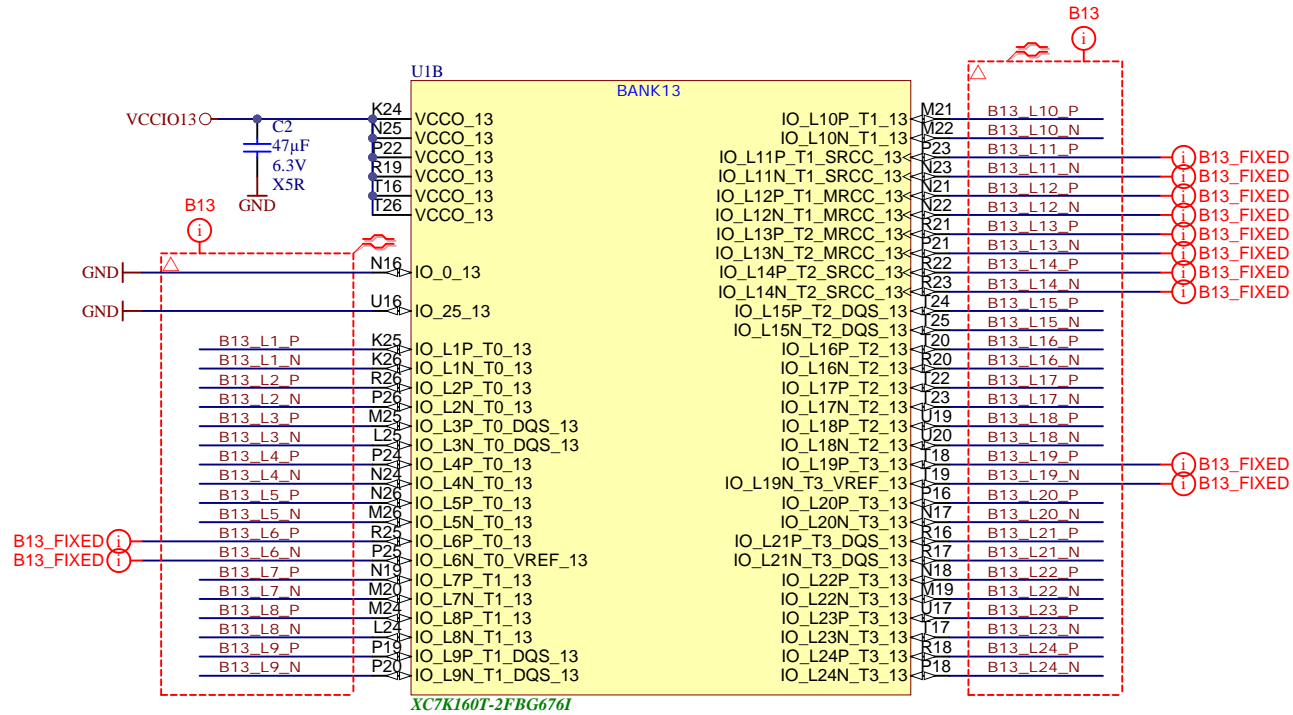 B13
U1B
BANK13
VCCIO13
C2
47µF
6.3V
X5R
GND
K24 VCCO_13
N25 VCCO_13
P22 VCCO_13
R19 VCCO_13
T16 VCCO_13
T26 VCCO_13
B13
GND N16 IO_0_13
GND U16 IO_25_13
B13_L1_P K25 IO_L1P_T0_13
B13_L1_N K26 IO_L1N_T0_13
B13_L2_P R26 IO_L2P_T0_13
B13_L2_N P26 IO_L2N_T0_13
B13_L3_P M25 IO_L3P_T0_DQS_13
B13_L3_N L25 IO_L3N_T0_DQS_13
B13_L4_P P24 IO_L4P_T0_13
B13_L4_N N24 IO_L4N_T0_13
B13_L5_P N26 IO_L5P_T0_13
B13_L5_N M26 IO_L5N_T0_13
B13_FIXED i B13_L6_P R25 IO_L6P_T0_13
B13_FIXED i B13_L6_N P25 IO_L6N_T0_VREF_13
B13_L7_P N19 IO_L7P_T1_13
B13_L7_N M20 IO_L7N_T1_13
B13_L8_P M24 IO_L8P_T1_13
B13_L8_N L24 IO_L8N_T1_13
B13_L9_P P19 IO_L9P_T1_DQS_13
B13_L9_N P20 IO_L9N_T1_DQS_13
IO_L10P_T1_13 M21 B13_L10_P
IO_L10N_T1_13 M22 B13_L10_N
IO_L11P_T1_SRCC_13 P23 B13_L11_P i B13_FIXED
IO_L11N_T1_SRCC_13 N23 B13_L11_N i B13_FIXED
IO_L12P_T1_MRCC_13 N21 B13_L12_P i B13_FIXED
IO_L12N_T1_MRCC_13 N22 B13_L12_N i B13_FIXED
IO_L13P_T2_MRCC_13 R21 B13_L13_P i B13_FIXED
IO_L13N_T2_MRCC_13 P21 B13_L13_N i B13_FIXED
IO_L14P_T2_SRCC_13 R22 B13_L14_P i B13_FIXED
IO_L14N_T2_SRCC_13 R23 B13_L14_N i B13_FIXED
IO_L15P_T2_DQS_13 T24 B13_L15_P
IO_L15N_T2_DQS_13 T25 B13_L15_N
IO_L16P_T2_13 T20 B13_L16_P
IO_L16N_T2_13 R20 B13_L16_N
IO_L17P_T2_13 T22 B13_L17_P
IO_L17N_T2_13 T23 B13_L17_N
IO_L18P_T2_13 U19 B13_L18_P
IO_L18N_T2_13 U20 B13_L18_N
IO_L19P_T3_13 T18 B13_L19_P i B13_FIXED
IO_L19N_T3_VREF_13 T19 B13_L19_N i B13_FIXED
IO_L20P_T3_13 P16 B13_L20_P
IO_L20N_T3_13 N17 B13_L20_N
IO_L21P_T3_DQS_13 R16 B13_L21_P
IO_L21N_T3_DQS_13 R17 B13_L21_N
IO_L22P_T3_13 N18 B13_L22_P
IO_L22N_T3_13 M19 B13_L22_N
IO_L23P_T3_13 U17 B13_L23_P
IO_L23N_T3_13 T17 B13_L23_N
IO_L24P_T3_13 R18 B13_L24_P
IO_L24N_T3_13 P18 B13_L24_N
XC7K160T-2FBG676I